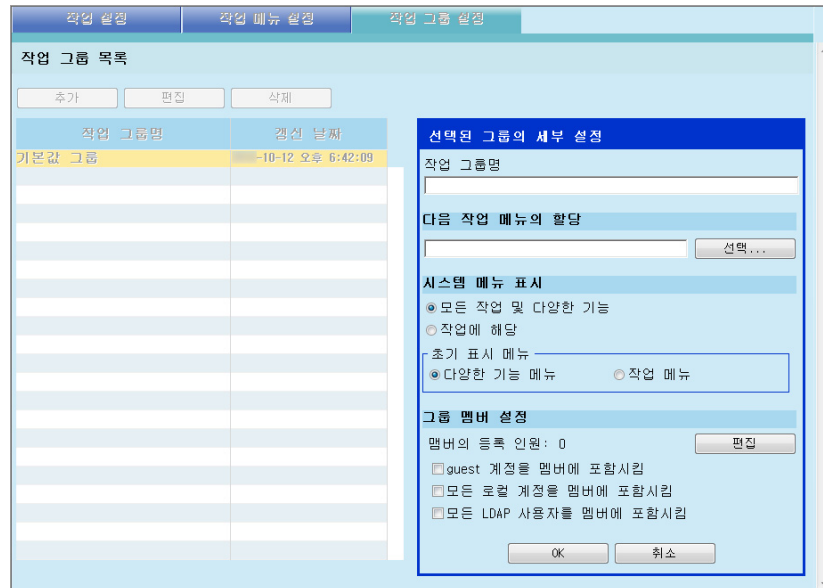 작업 설정 작업 메뉴 설정 작업 그룹 설정
작업 그룹 목록
추가 편집 삭제
작업 그룹명 갱신 날짜
기본값 그룹 -10-12 오후 6:42:09
선택된 그룹의 세부 설정
작업 그룹명
다음 작업 메뉴의 할당
선택...
시스템 메뉴 표시
모든 작업 및 다양한 기능
작업에 해당
초기 표시 메뉴
다양한 기능 메뉴 작업 메뉴
그룹 멤버 설정
맴버의 등록 인원: 0 편집
guest 계정을 멤버에 포함시킴
모든 로컬 계정을 멤버에 포함시킴
모든 LDAP 사용자를 멤버에 포함시킴
OK 취소